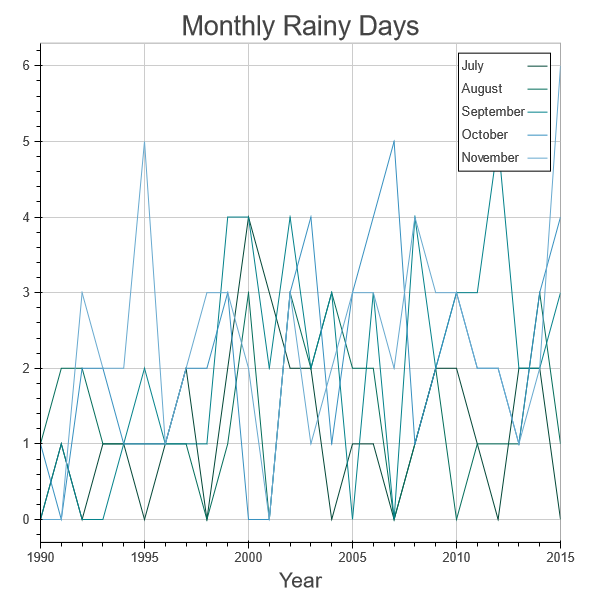 Monthly Rainy Days
July
August
September
October
November
6
5
4
3
2
1
0
1990 1995 2000 2005 2010 2015
Year